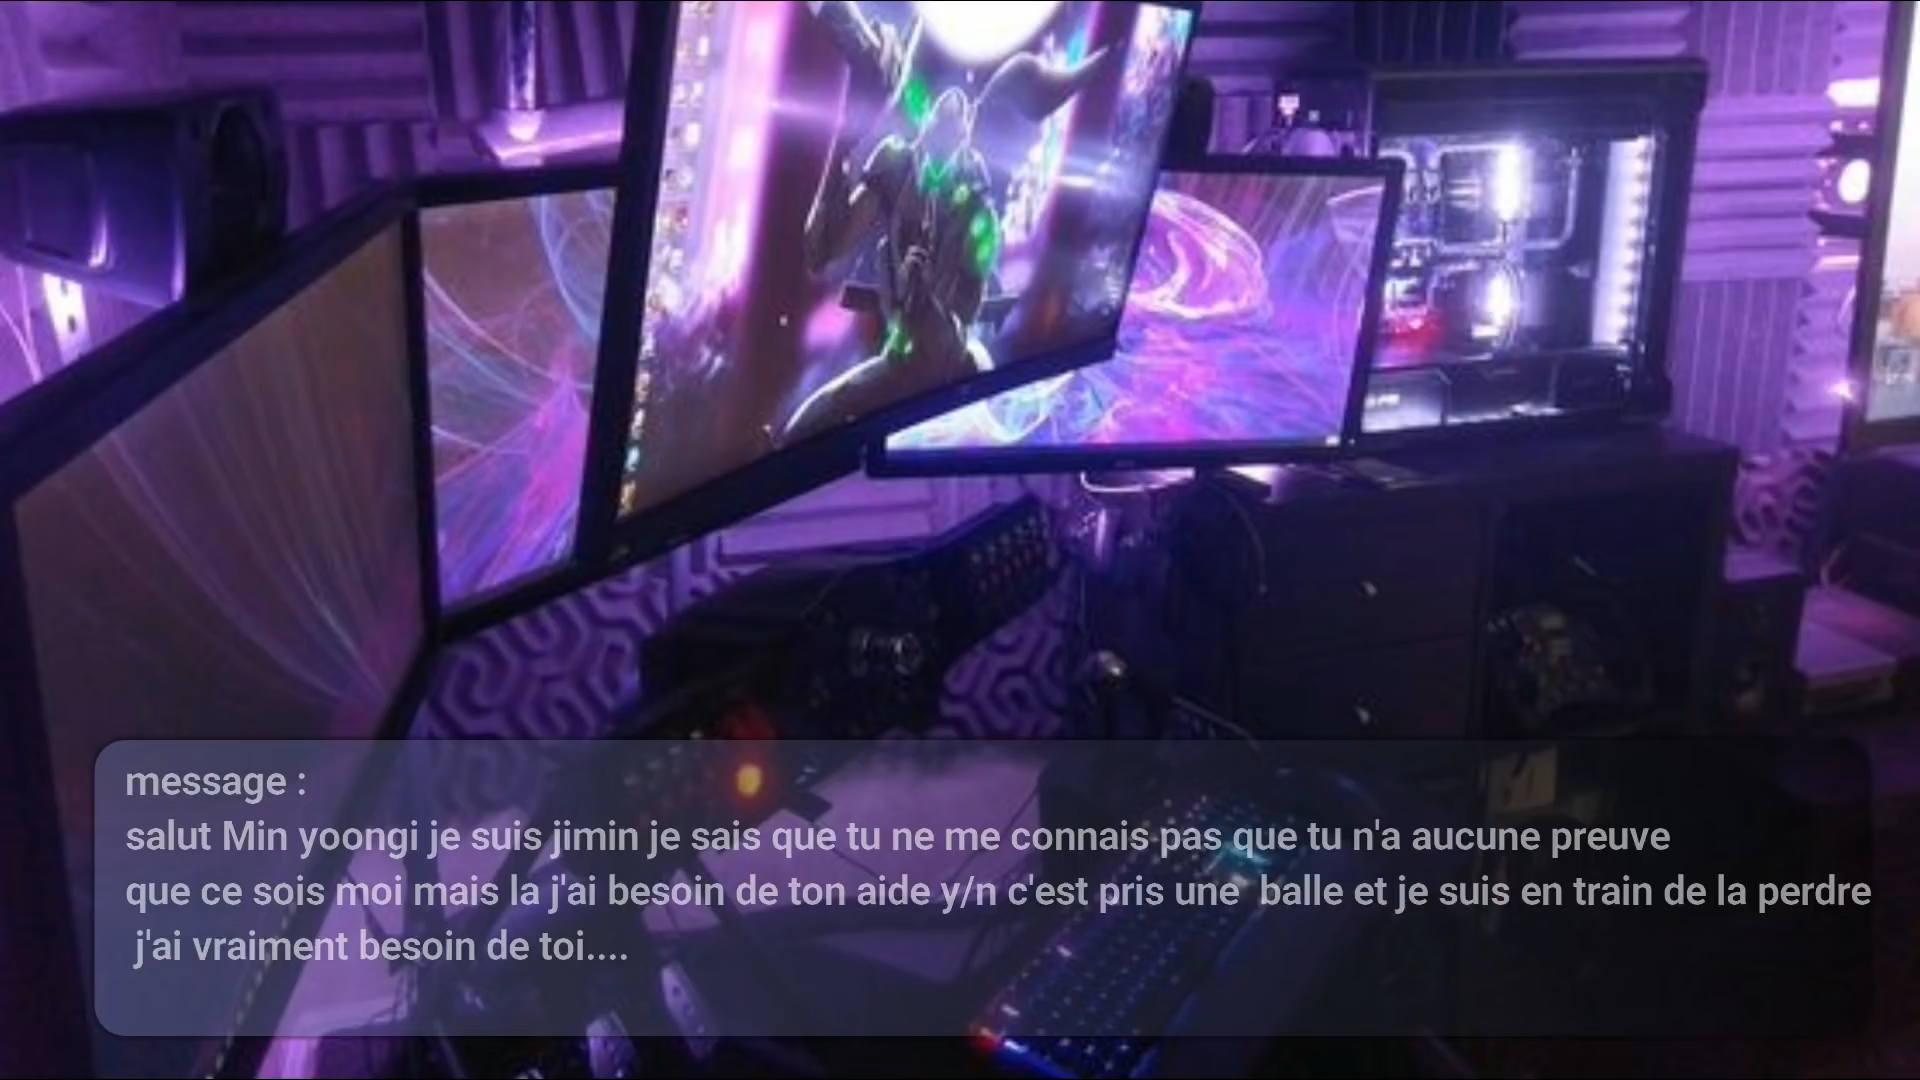 message :
salut Min yoongi je suis jimin je sais que tu ne me connais pas que tu n'a aucune preuve
que ce sois moi mais la j'ai besoin de ton aide y/n c'est pris une  balle et je suis en train de la perdre
j'ai vraiment besoin de toi....